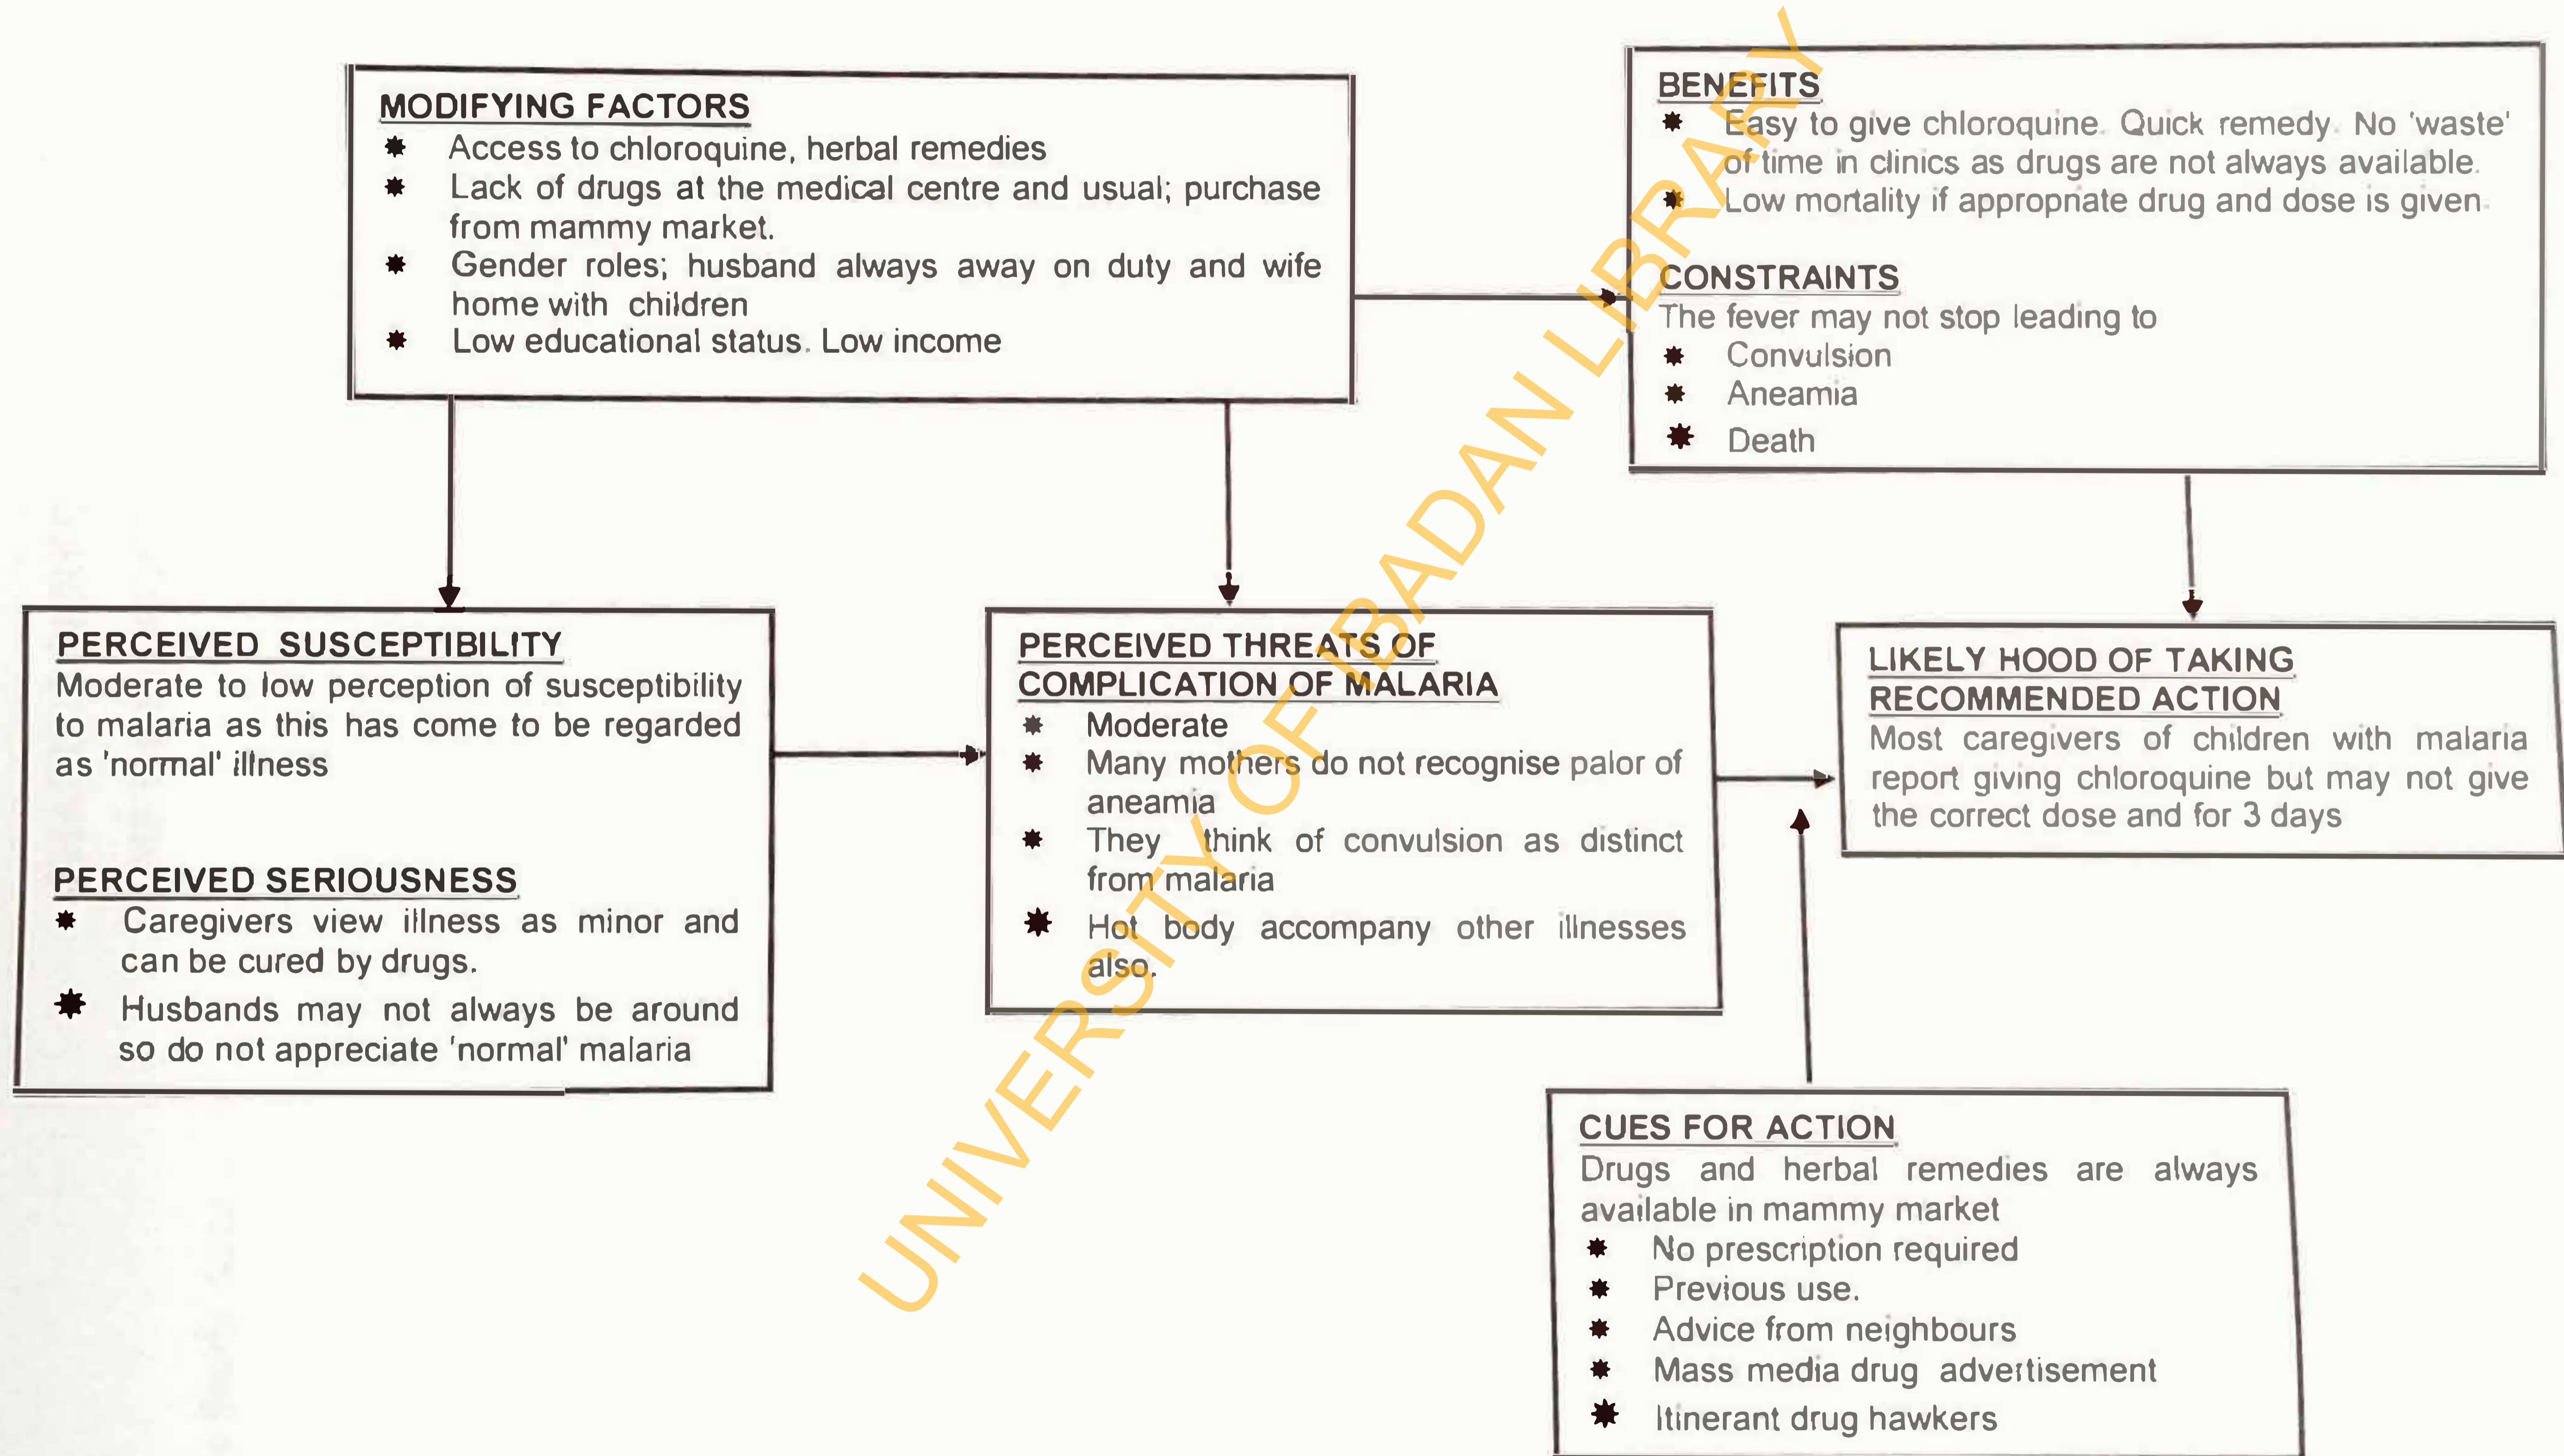 MODIFYING FACTORS
Access to chloroquine, herbal remedies
Lack of drugs at the medical centre and usual; purchase
from mammy market.
Gender roles; husband always away on duty and wife
home with children
Low educational status. Low income
BENEFITS
Easy to give chloroquine. Quick remedy. No 'waste'
of time in clinics as drugs are not always available.
Low mortality if appropriate drug and dose is given.
CONSTRAINTS
The fever may not stop leading to
Convulsion
Aneamia
Death
PERCEIVED SUSCEPTIBILITY
Moderate to low perception of susceptibility
to malaria as this has come to be regarded
as 'normal' illness
PERCEIVED SERIOUSNESS
Caregivers view illness as minor and
can be cured by drugs.
Husbands may not always be around
so do not appreciate 'normal' malaria
PERCEIVED THREATS OF
COMPLICATION OF MALARIA
Moderate
Many mothers do not recognise palor of
aneamia
They think of convulsion as distinct
from malaria
Hot body accompany other illnesses
also.
LIKELY HOOD OF TAKING
RECOMMENDED ACTION
Most caregivers of children with malaria
report giving chloroquine but may not give
the correct dose and for 3 days
CUES FOR ACTION
Drugs and herbal remedies are always
available in mammy market
No prescription required
Previous use.
Advice from neighbours
Mass media drug advertisement
Itinerant drug hawkers
UNIVERSITY OF IBADAN LIBRARY